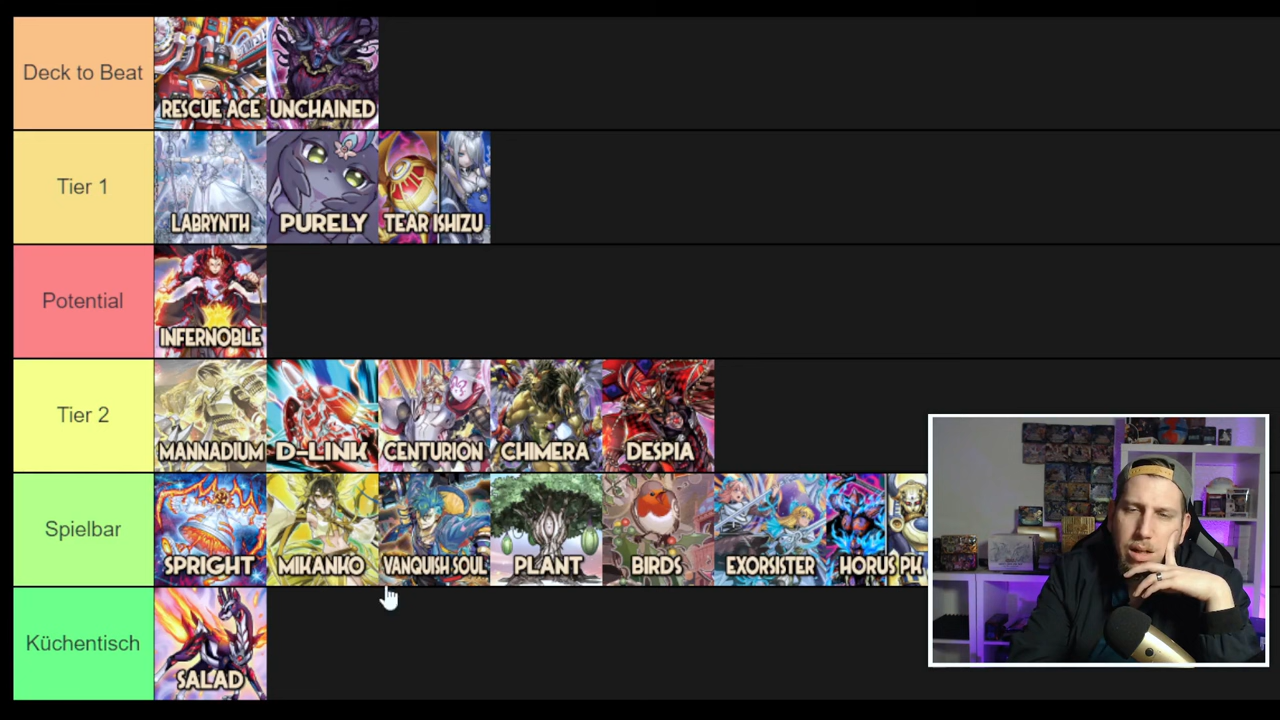 Deck to Beat
RESCUE ACE
UNCHAINED
Tier 1
LABRYNTH
PURELY
TEAR ISHIZU
Potential
INFERNOBLE
Tier 2
MANNADIUM
D-LINK
CENTURION
CHIMERA
DESPIA
Spielbar
SPRIGHT
MIKANKO
VANQUISH SOUL
PLANT
BIRDS
EXORSISTER
HORUS PK
Küchentisch
SALAD